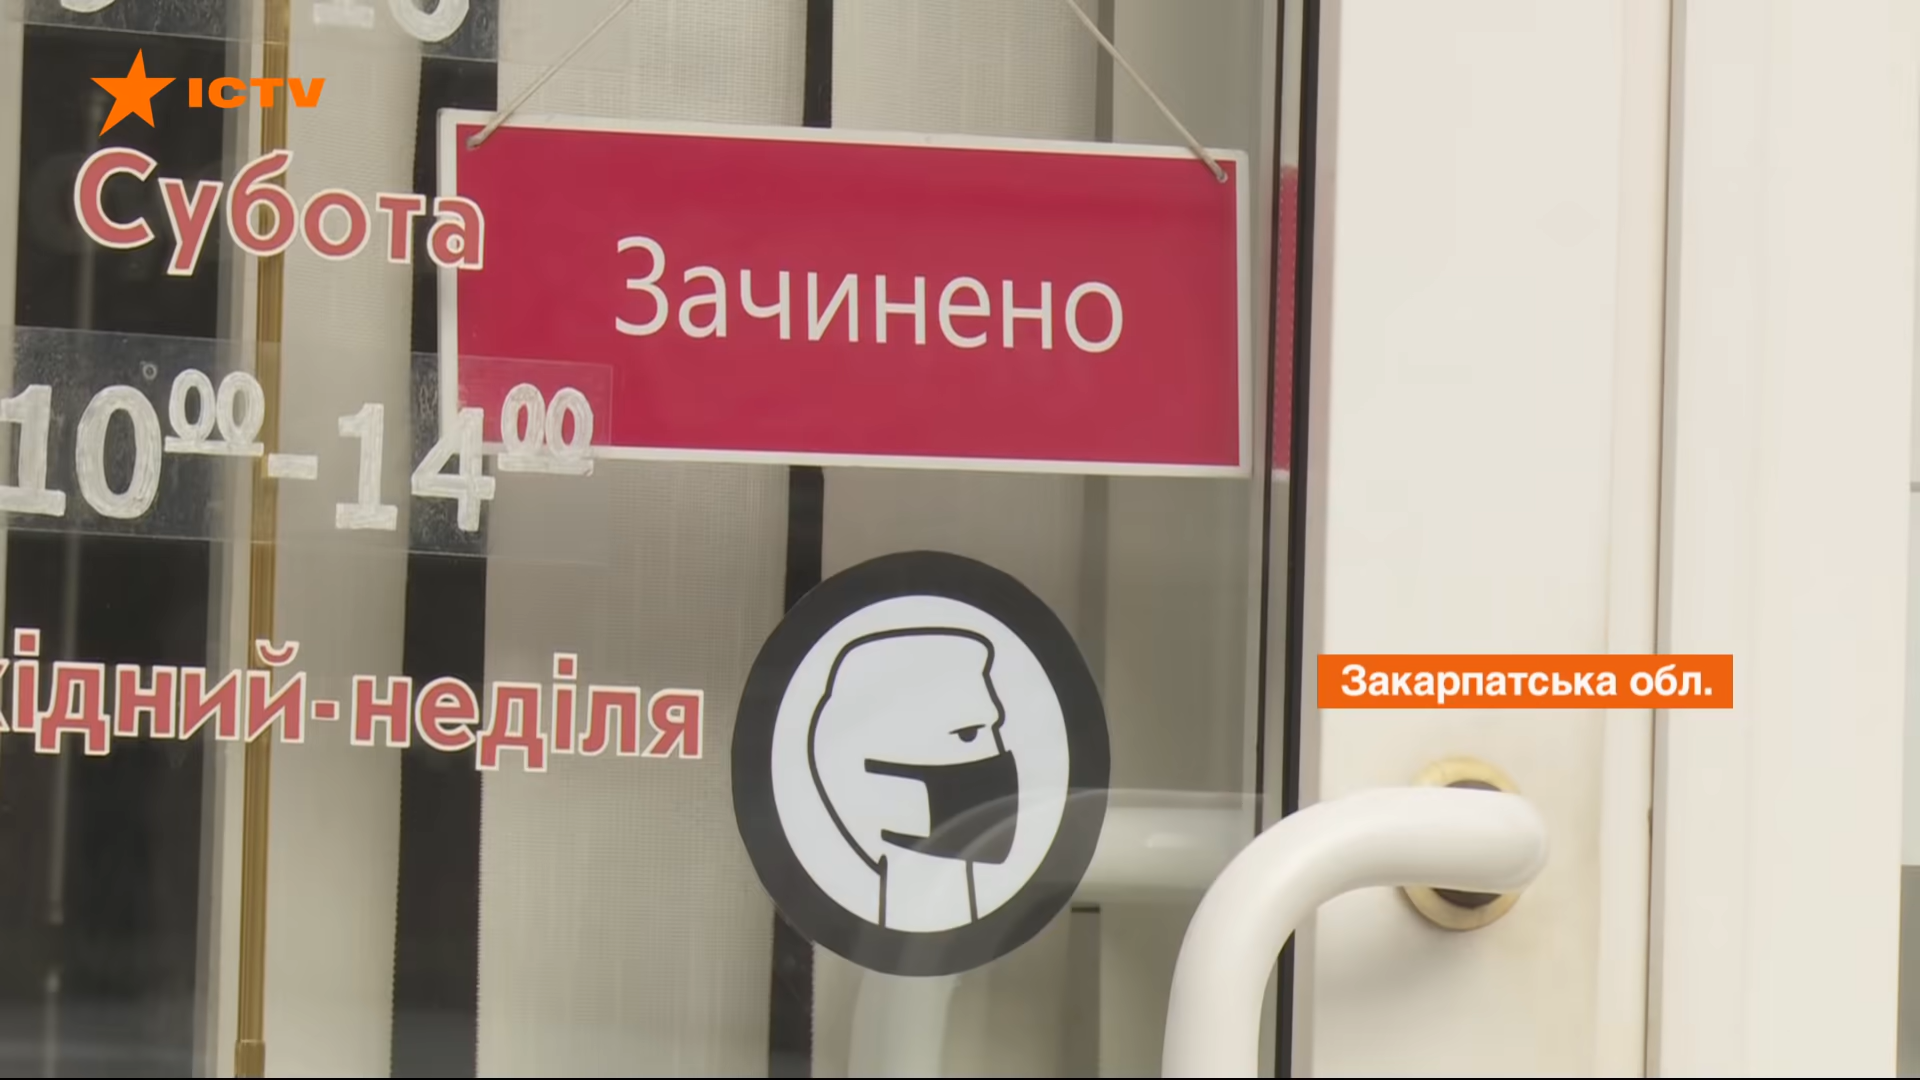 ICTV
Субота
Зачинено
10⁰⁰-14⁰⁰
хідний-неділя
Закарпатська обл.